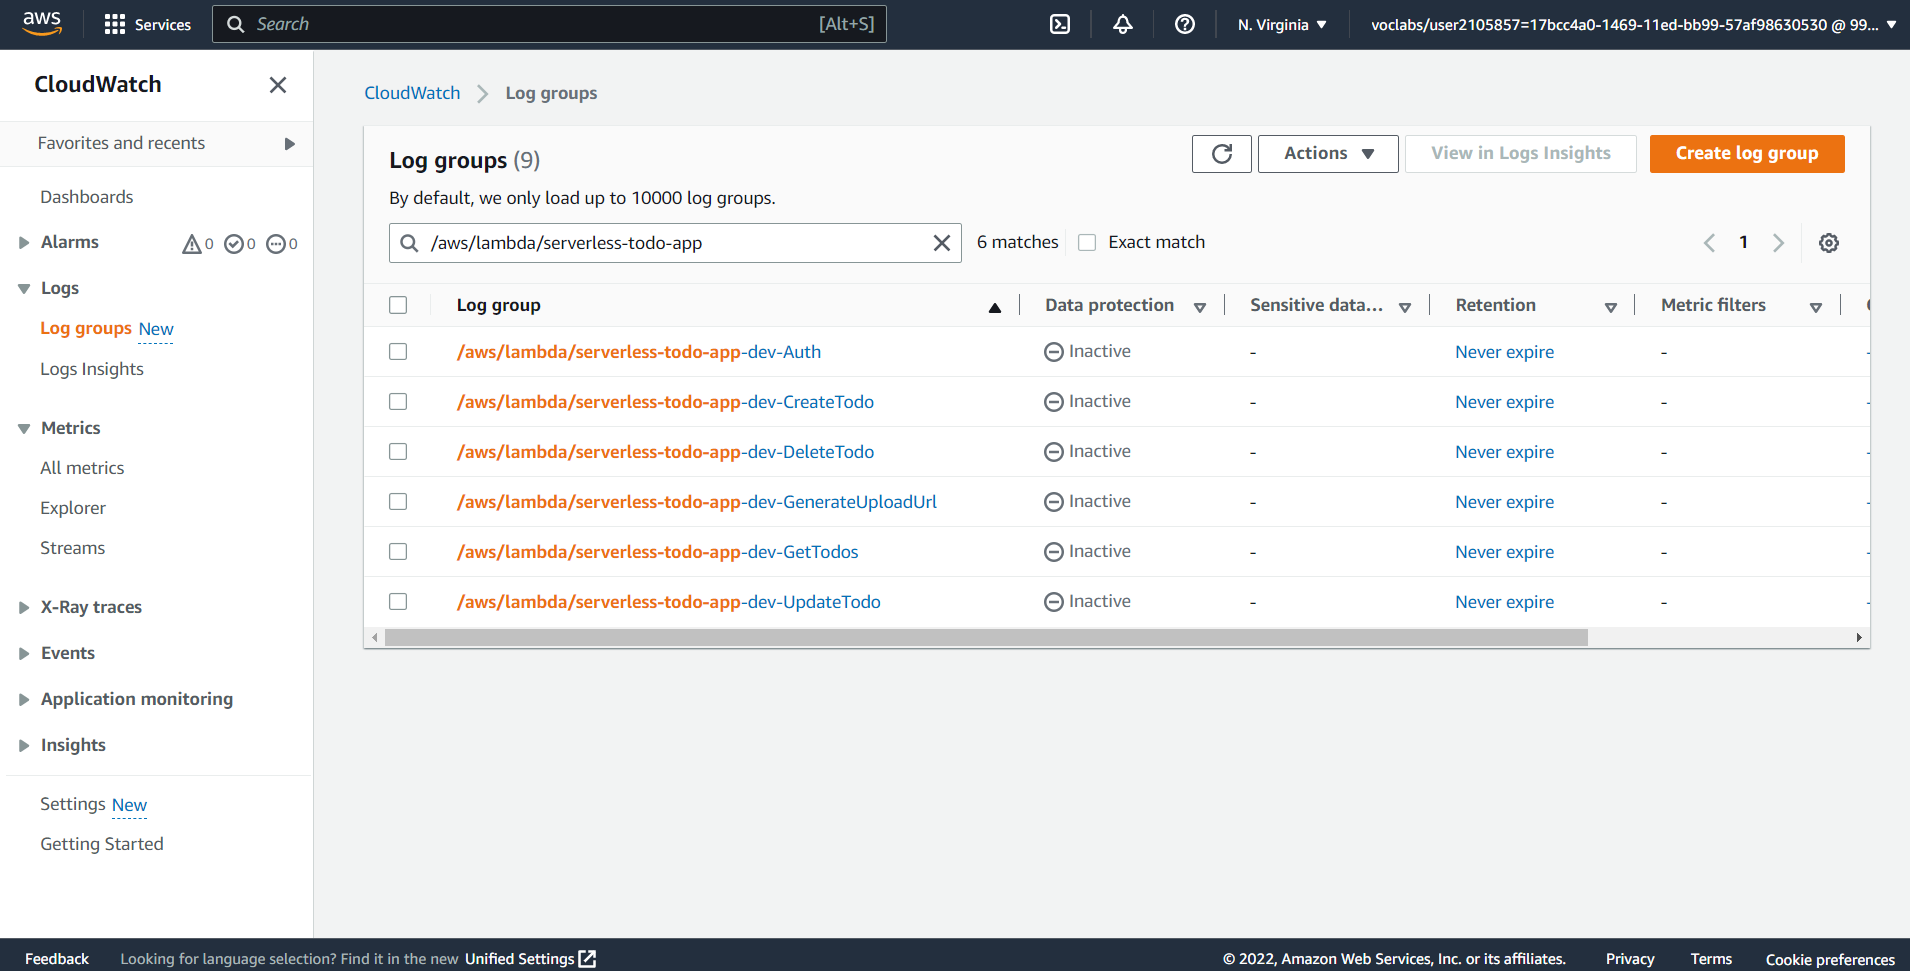 aws
Services
Search
[Alt+S]
N. Virginia
voclabs/user2105857=17bcc4a0-1469-11ed-bb99-57af98630530 @ 99...
CloudWatch
Favorites and recents
Dashboards
Alarms 0 0 0
Logs
Log groups New
Logs Insights
Metrics
All metrics
Explorer
Streams
X-Ray traces
Events
Application monitoring
Insights
Settings New
Getting Started
CloudWatch Log groups
Log groups (9)
Actions
View in Logs Insights
Create log group
By default, we only load up to 10000 log groups.
/aws/lambda/serverless-todo-app
6 matches
Exact match
1
Log group Data protection Sensitive data... Retention Metric filters
/aws/lambda/serverless-todo-app-dev-Auth Inactive - Never expire -
/aws/lambda/serverless-todo-app-dev-CreateTodo Inactive - Never expire -
/aws/lambda/serverless-todo-app-dev-DeleteTodo Inactive - Never expire -
/aws/lambda/serverless-todo-app-dev-GenerateUploadUrl Inactive - Never expire -
/aws/lambda/serverless-todo-app-dev-GetTodos Inactive - Never expire -
/aws/lambda/serverless-todo-app-dev-UpdateTodo Inactive - Never expire -
Feedback
Looking for language selection? Find it in the new Unified Settings
© 2022, Amazon Web Services, Inc. or its affiliates.
Privacy
Terms
Cookie preferences